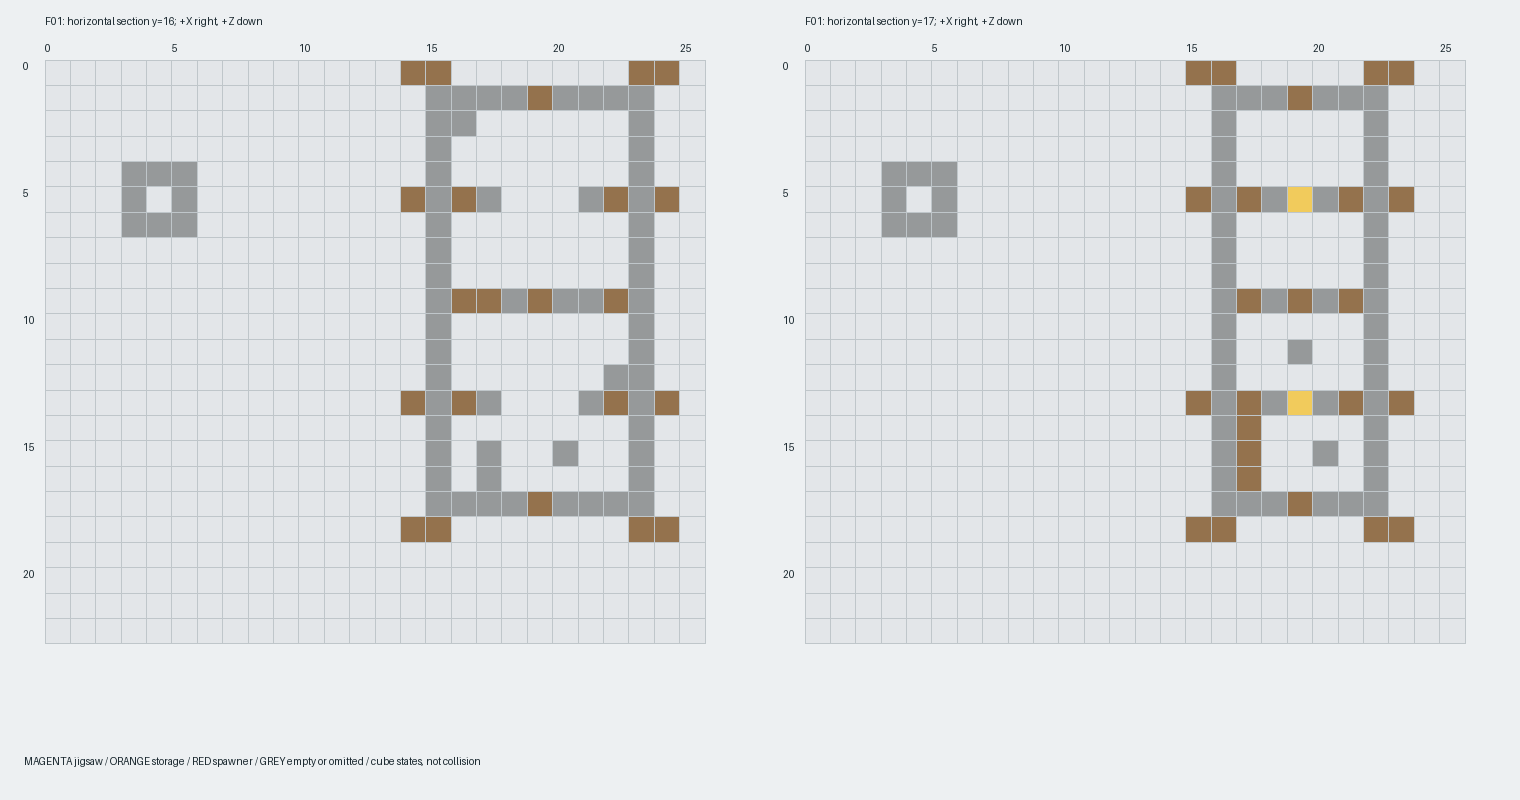 F01: horizontal section y=16; +X right, +Z down
F01: horizontal section y=17; +X right, +Z down
0 5 10 15 20 25
0 5 10 15 20 25
0
5
10
15
20
0
5
10
15
20
MAGENTA jigsaw / ORANGE storage / RED spawner / GREY empty or omitted / cube states, not collision